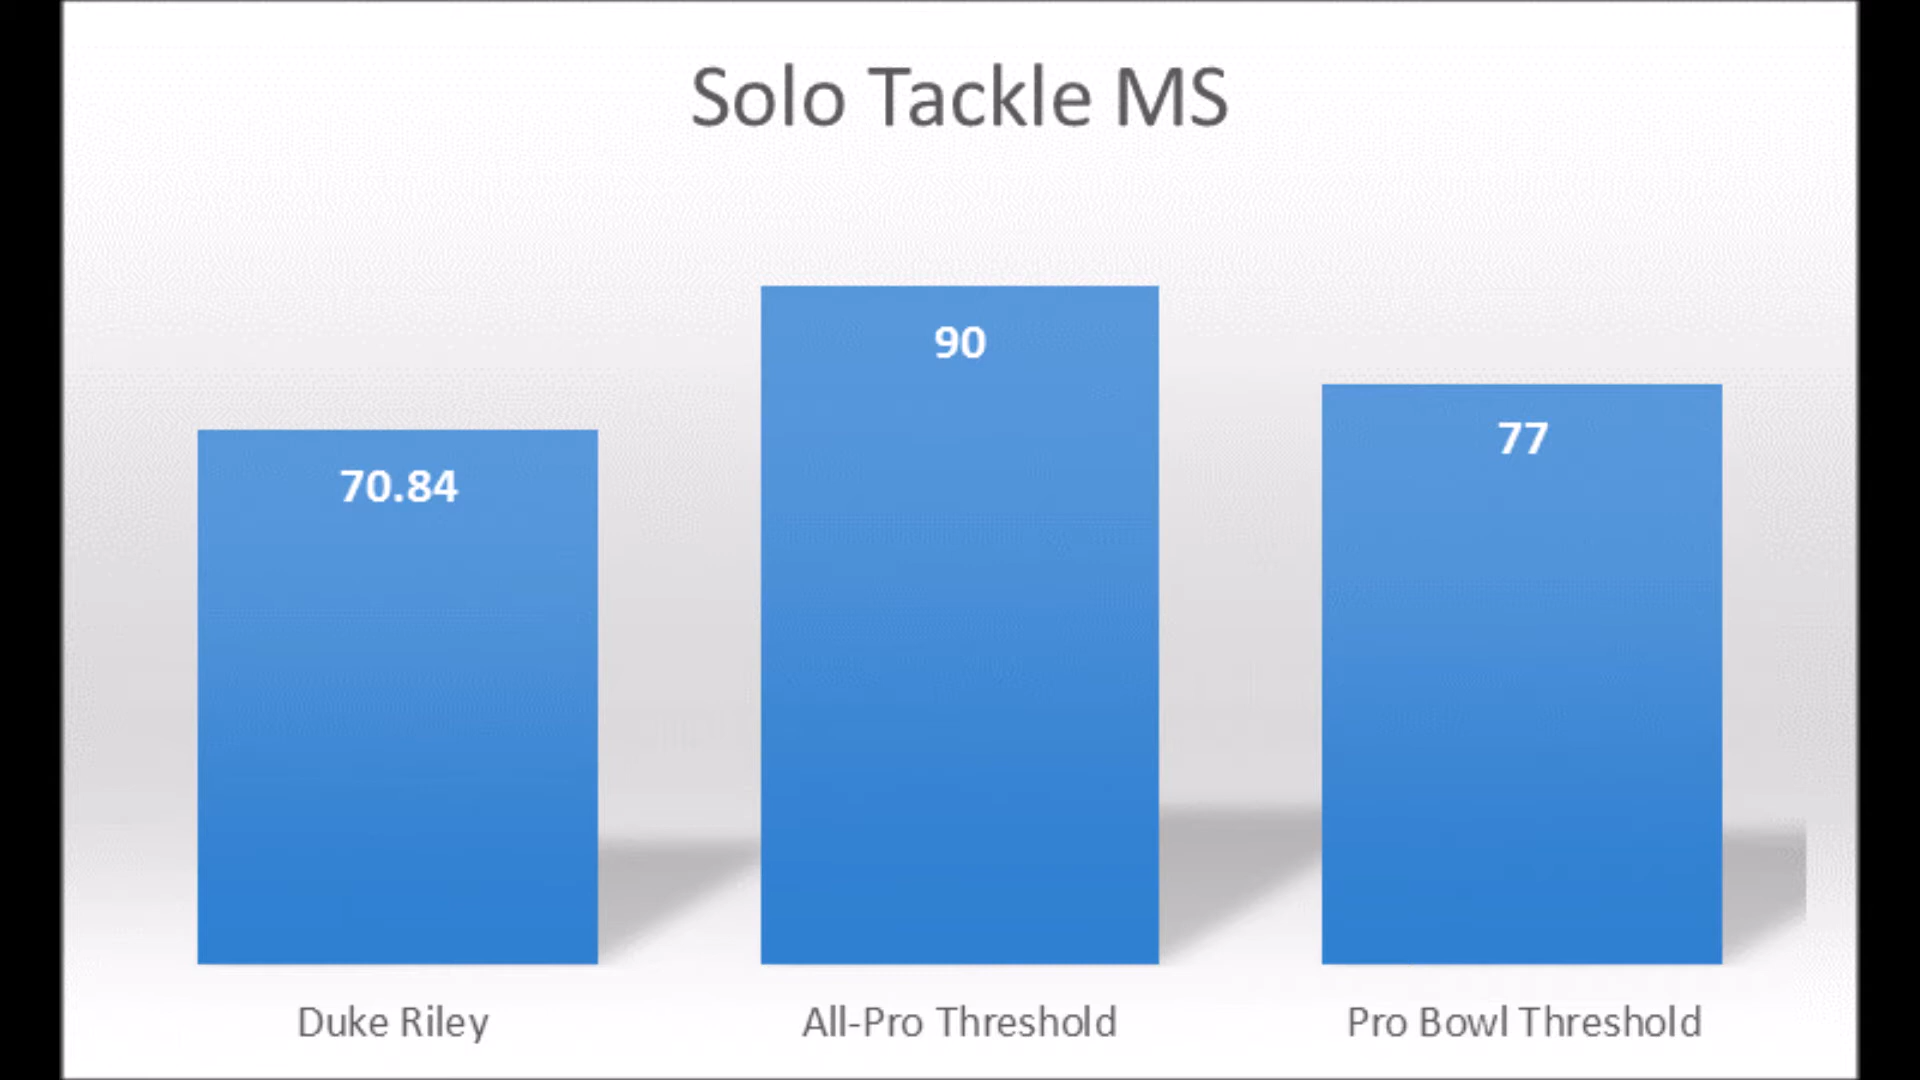 Solo Tackle MS
90
77
70.84
Duke Riley
All-Pro Threshold
Pro Bowl Threshold